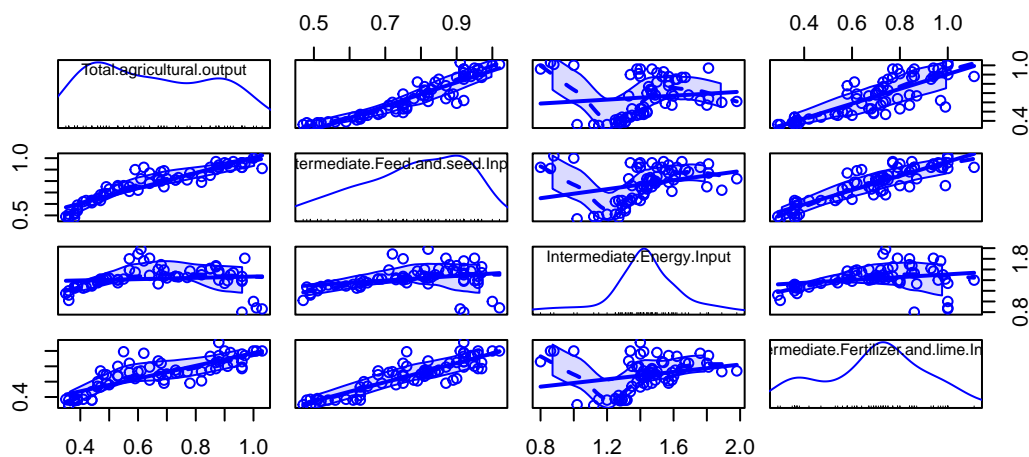 0.5 0.7 0.9 0.4 0.6 0.8 1.0
Total.agricultural.output
0.4 1.0
0.5 1.0
termediate.Feed.and.seed.Inp
Intermediate.Energy.Input
0.8 1.8
0.4
ermediate.Fertilizer.and.lime.In
0.4 0.6 0.8 1.0 0.8 1.2 1.6 2.0